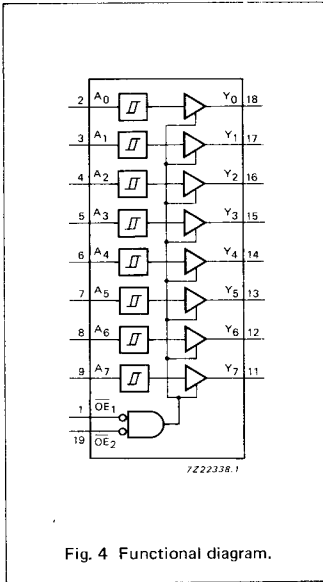 2 A0 Y0 18
3 A1 Y1 17
4 A2 Y2 16
5 A3 Y3 15
6 A4 Y4 14
7 A5 Y5 13
8 A6 Y6 12
9 A7 Y7 11
1 O̅E̅1
19 O̅E̅2
7Z22338.1
Fig. 4 Functional diagram.